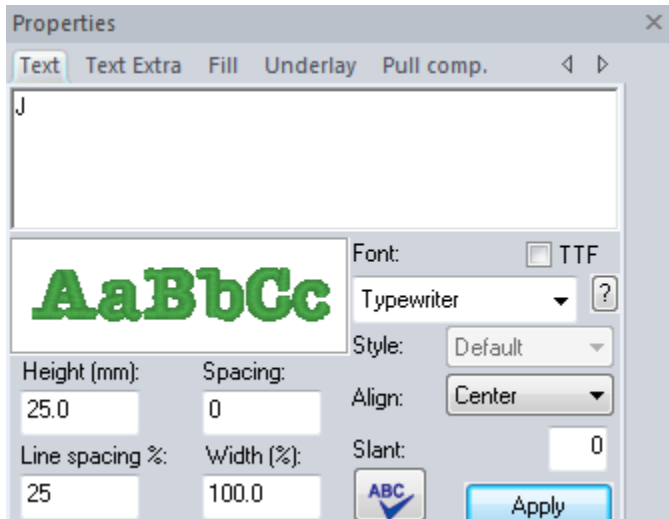 Properties
Text Text Extra Fill Underlay Pull comp.
J
AaBbCc
Font: TTF
Typewriter ?
Style: Default
Height (mm): Spacing:
25.0 0
Align: Center
Line spacing %: Width (%):
Slant: 0
25 100.0
ABC
Apply